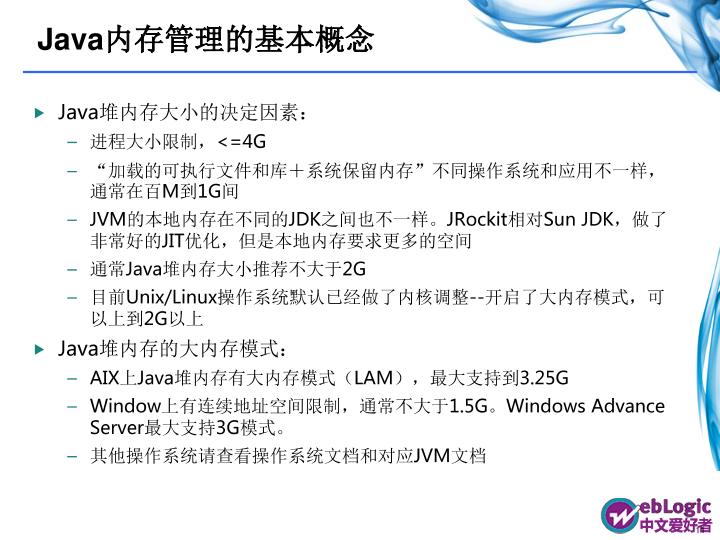 Java内存管理的基本概念
Java堆内存大小的决定因素：
– 进程大小限制，<=4G
– “加载的可执行文件和库＋系统保留内存”不同操作系统和应用不一样，
通常在百M到1G间
– JVM的本地内存在不同的JDK之间也不一样。JRockit相对Sun JDK，做了
非常好的JIT优化，但是本地内存要求更多的空间
– 通常Java堆内存大小推荐不大于2G
– 目前Unix/Linux操作系统默认已经做了内核调整--开启了大内存模式，可
以上到2G以上
Java堆内存的大内存模式：
– AIX上Java堆内存有大内存模式（LAM），最大支持到3.25G
– Window上有连续地址空间限制，通常不大于1.5G。Windows Advance
Server最大支持3G模式。
– 其他操作系统请查看操作系统文档和对应JVM文档
WebLogic
中文爱好者